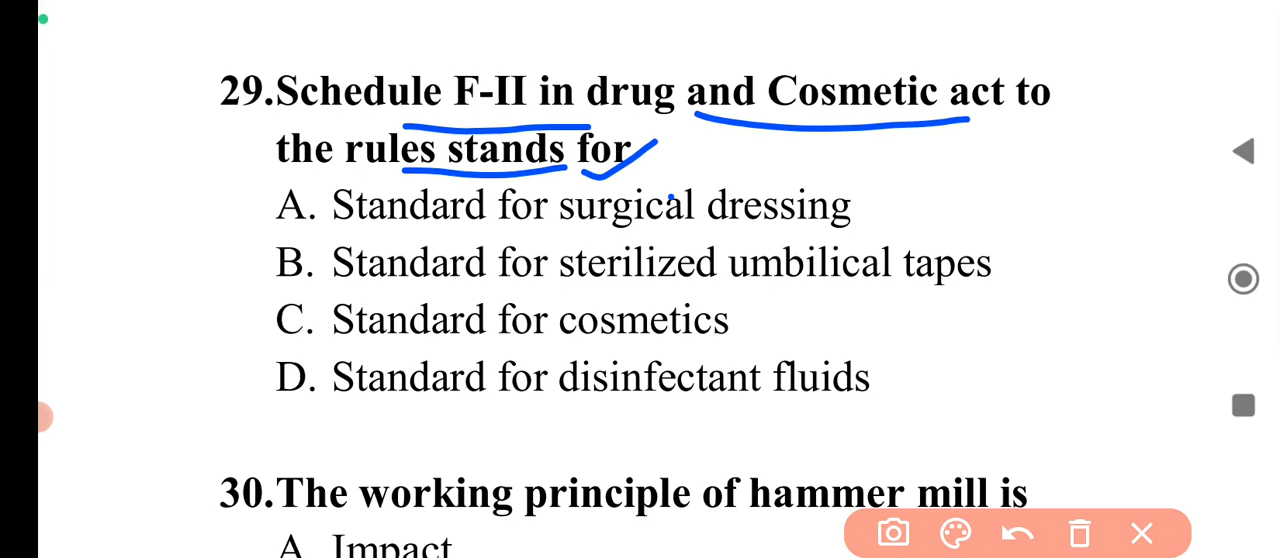 29.Schedule F-II in drug and Cosmetic act to
the rules stands for
A. Standard for surgical dressing
B. Standard for sterilized umbilical tapes
C. Standard for cosmetics
D. Standard for disinfectant fluids
30.The working principle of hammer mill is
A. Impact